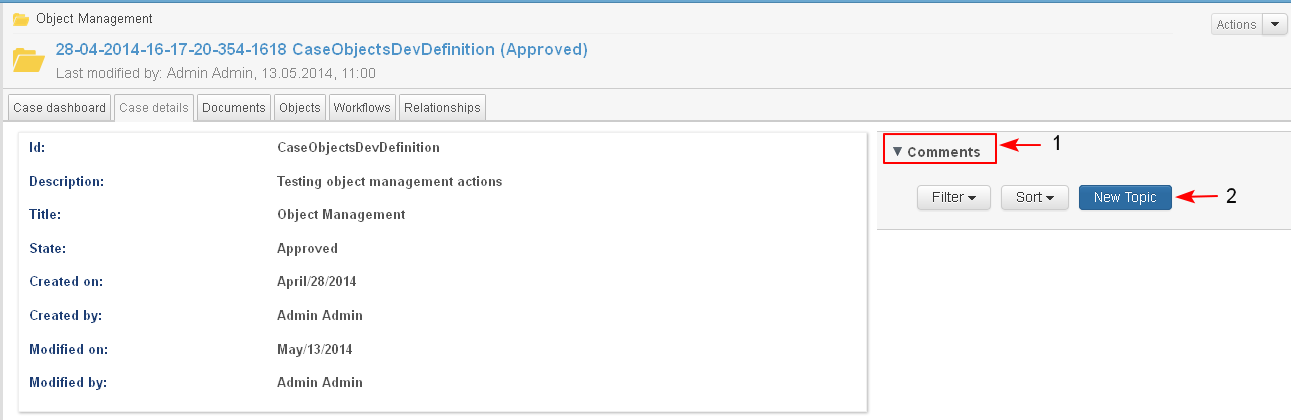 Object Management
Actions
28-04-2014-16-17-20-354-1618 CaseObjectsDevDefinition (Approved)
Last modified by: Admin Admin, 13.05.2014, 11:00
Case dashboard Case details Documents Objects Workflows Relationships
Id: CaseObjectsDevDefinition
Description: Testing object management actions
Title: Object Management
State: Approved
Created on: April/28/2014
Created by: Admin Admin
Modified on: May/13/2014
Modified by: Admin Admin
Comments 1
Filter Sort New Topic 2